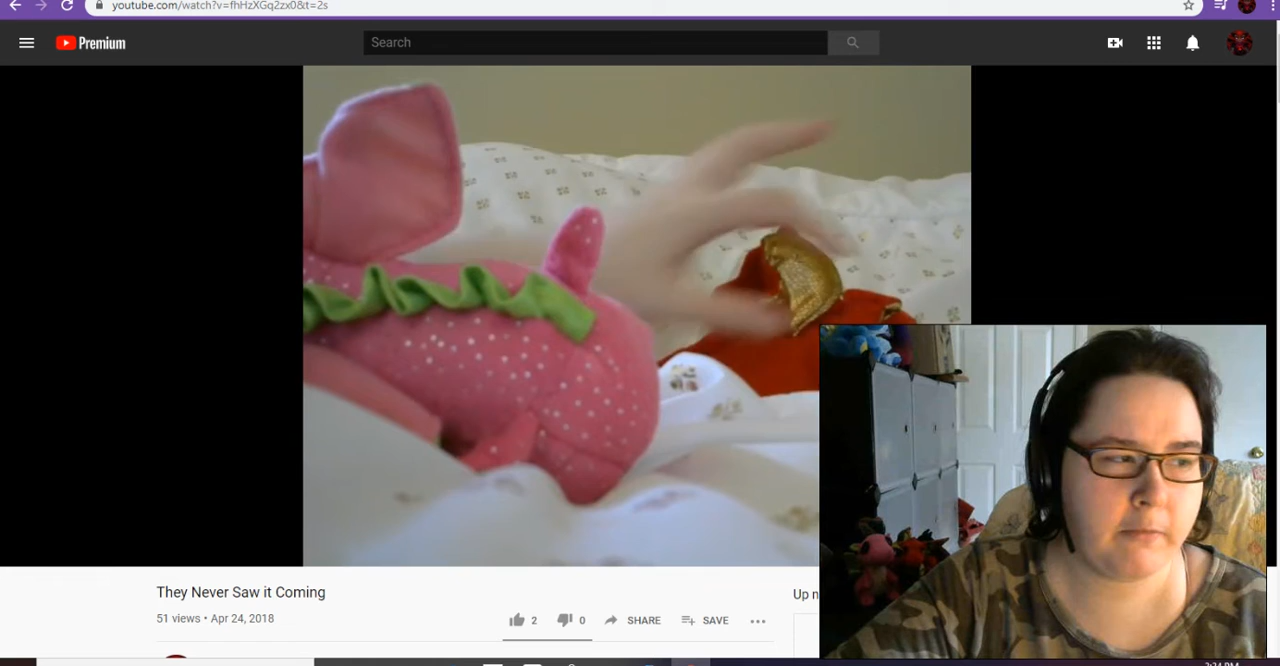 youtube.com/watch?v=fhHzXGq2zx0&t=2s
Premium
Search
They Never Saw it Coming
51 views • Apr 24, 2018
2
0
SHARE
SAVE
Up n